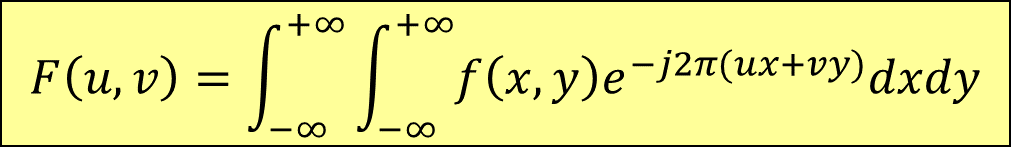 F(u, v) = ∫_{−∞}^{+∞} ∫_{−∞}^{+∞} f(x, y)e^{−j2π(ux+vy)}dxdy